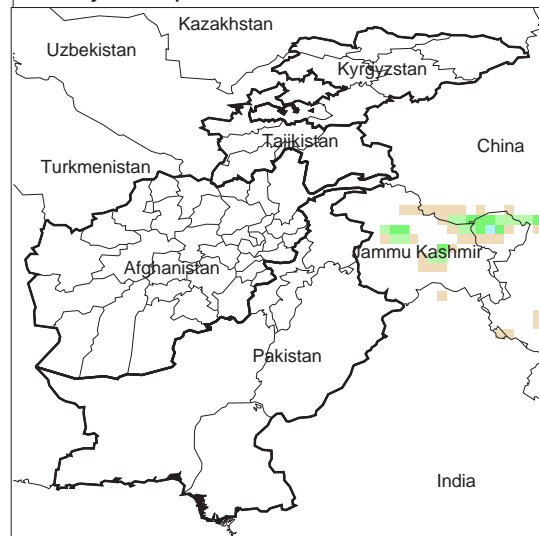 Kazakhstan
Uzbekistan
Kyrgyzstan
Tajikistan
China
Turkmenistan
Jammu Kashmir
Afghanistan
Pakistan
India